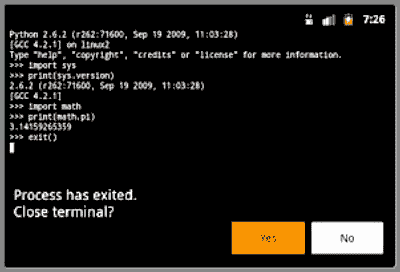 7:26
Python 2.6.2 (r262:71600, Sep 19 2009, 11:03:28)
[GCC 4.2.1] on linux2
Type "help", "copyright", "credits" or "license" for more information.
>>> import sys
>>> print(sys.version)
2.6.2 (r262:71600, Sep 19 2009, 11:03:28)
[GCC 4.2.1]
>>> import math
>>> print(math.pi)
3.14159265359
>>> exit()
Process has exited.
Close terminal?
Yes
No